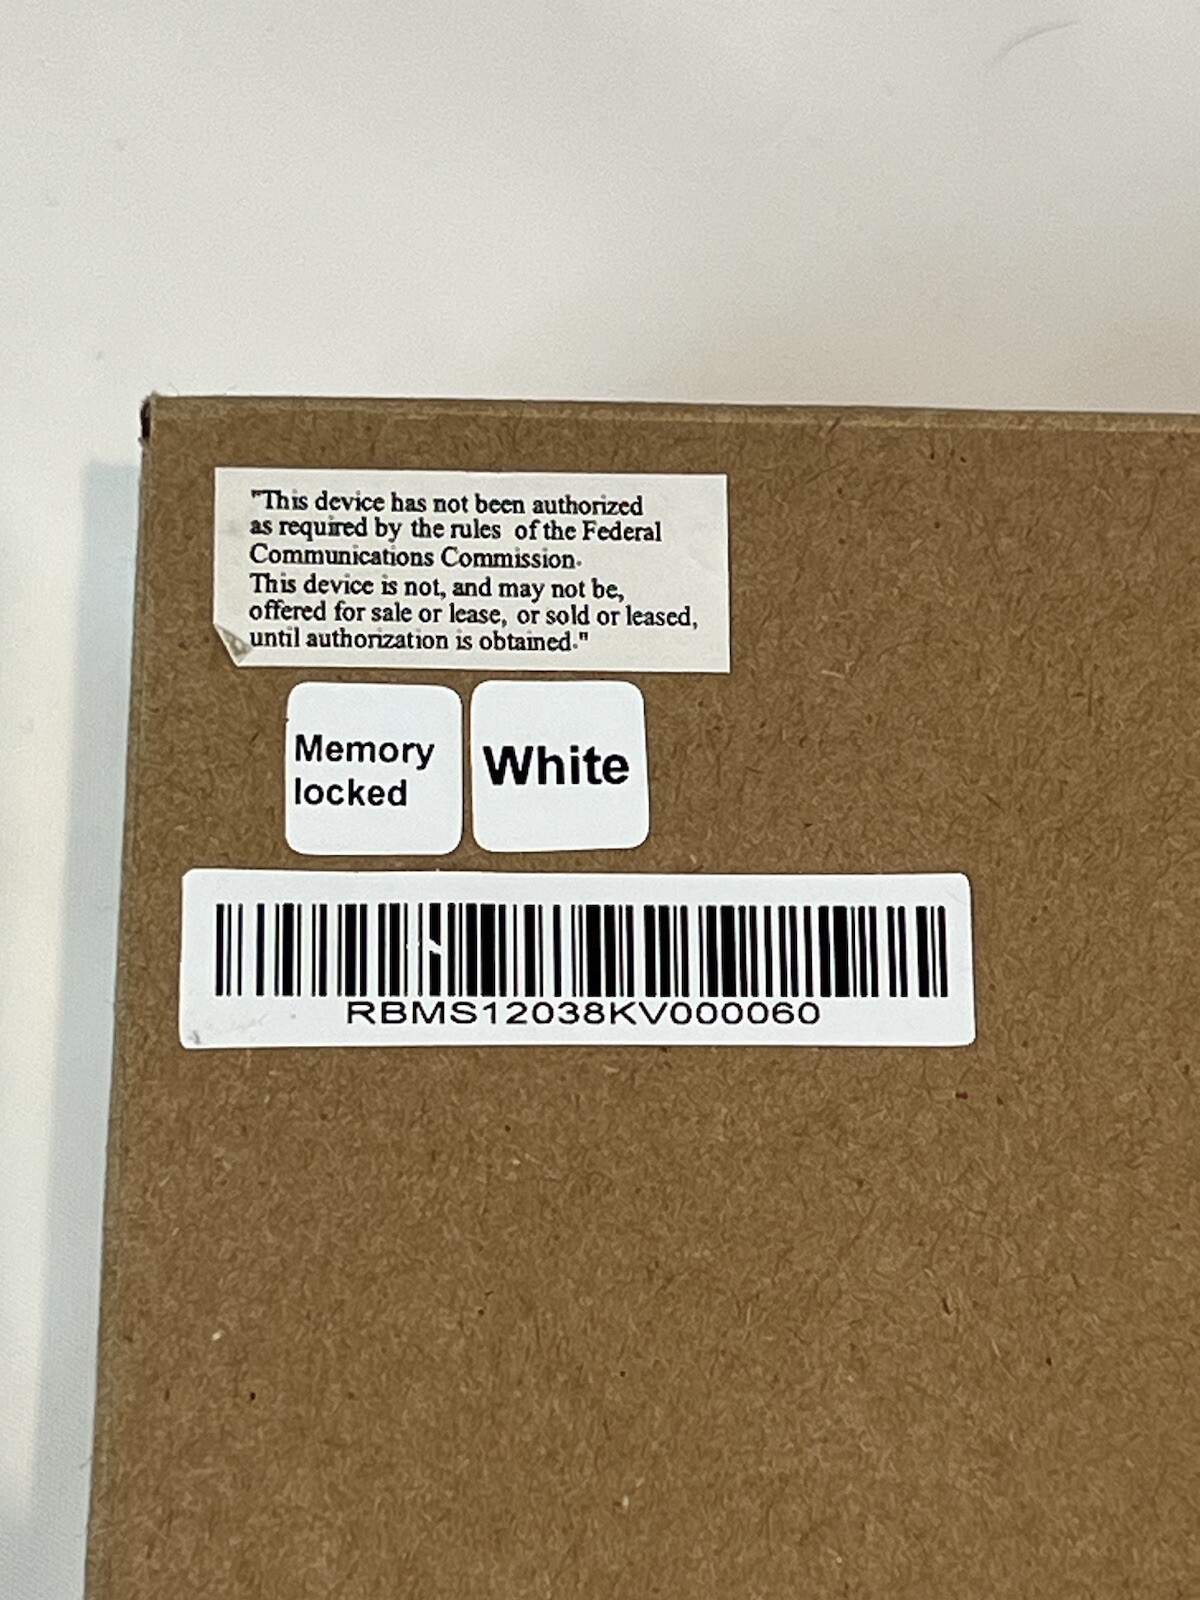 "This device has not been authorized
as required by the rules of the Federal
Communications Commission.
This device is not, and may not be,
offered for sale or lease, or sold or leased,
until authorization is obtained."
Memory
locked
White
RBMS12038KV000060